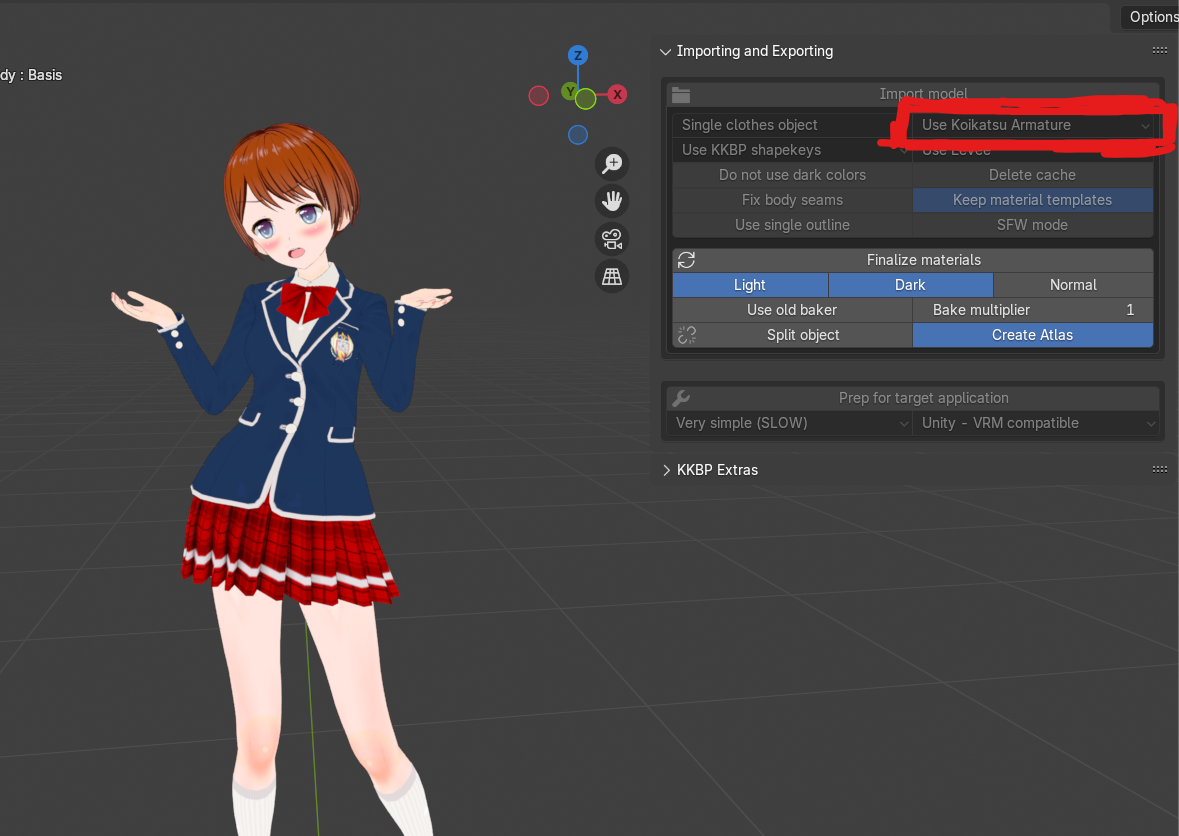 Options
Importing and Exporting
dy : Basis
Z
Y
X
Import model
Single clothes object
Use Koikatsu Armature
Use KKBP shapekeys
Do not use dark colors
Delete cache
Fix body seams
Keep material templates
Use single outline
SFW mode
Finalize materials
Light
Dark
Normal
Use old baker
Bake multiplier 1
Split object
Create Atlas
Prep for target application
Very simple (SLOW)
Unity - VRM compatible
KKBP Extras